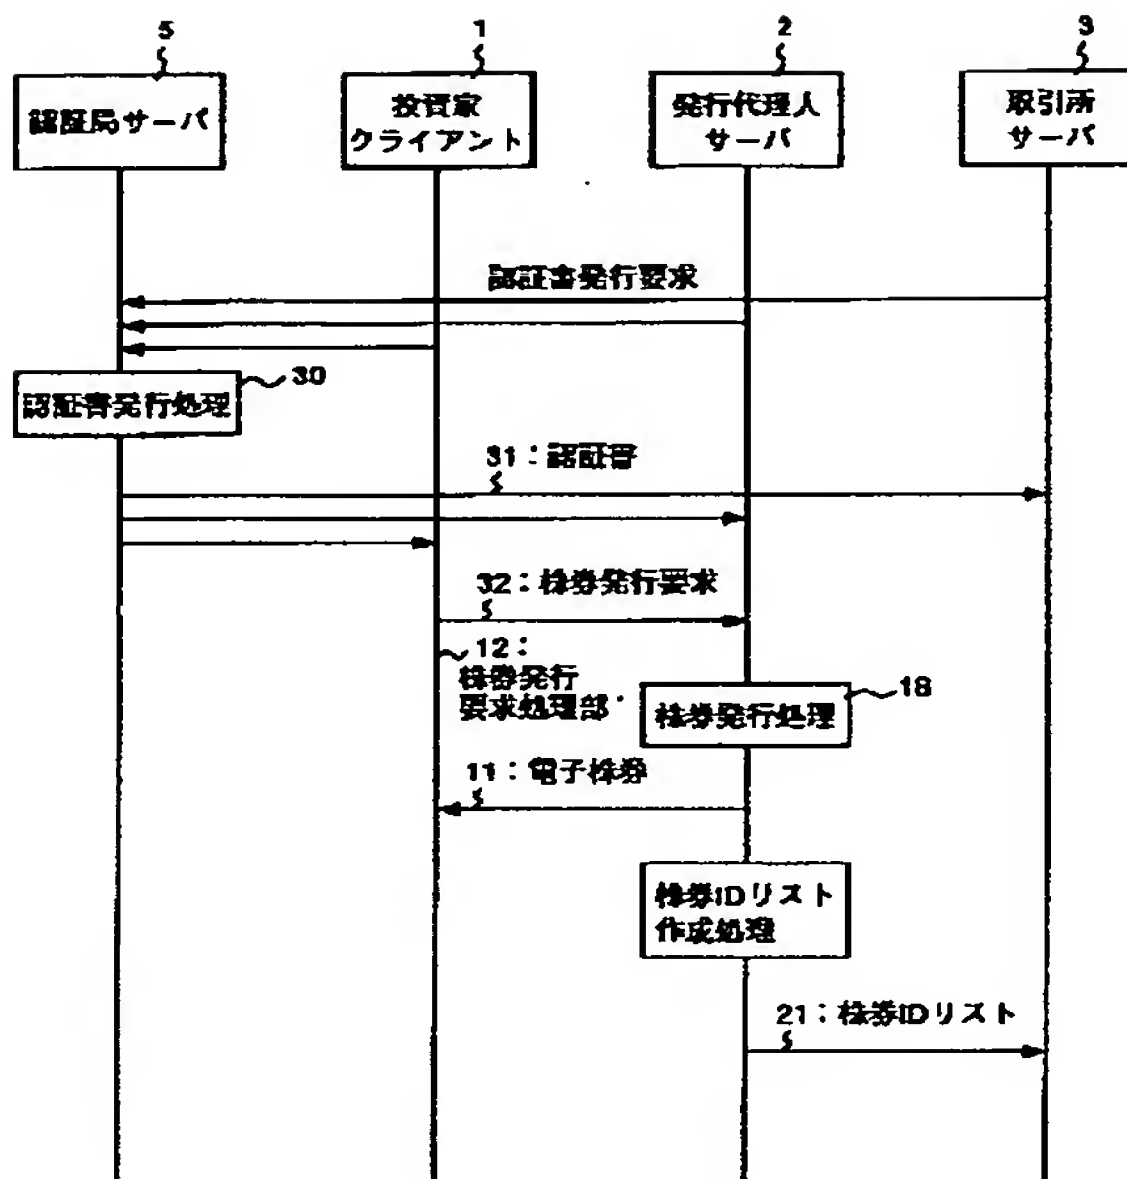 5
1
2
3
認証局サーバ
投資家
クライアント
発行代理人
サーバ
取引所
サーバ
認証書発行要求
認証書発行処理
30
31：認証書
32：株券発行要求
12：
株券発行
要求処理部
株券発行処理
18
11：電子株券
株券IDリスト
作成処理
21：株券IDリスト